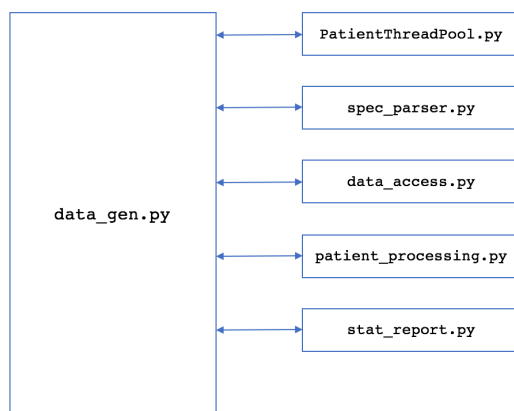 PatientThreadPool.py
spec_parser.py
data_access.py
data_gen.py
patient_processing.py
stat_report.py